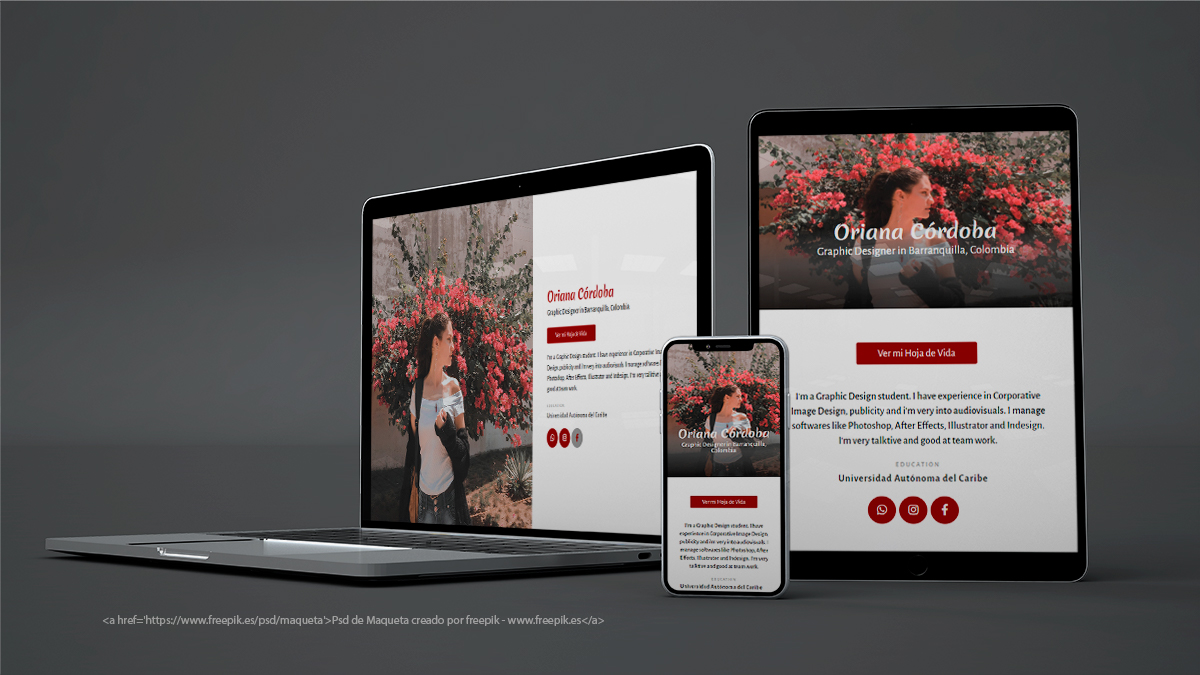 Oriana Córdoba
Graphic Designer in Barranquilla, Colombia
Ver mi Hoja de Vida
I'm a Graphic Design student. I have experience in Corporative Im
Design, publicity and i'm very into audiovisuals. I manage softwares l
Photoshop, After Effects, Illustrator and Indesign. I'm very talktive a
good at team work.
EDUCATION
Universidad Autónoma del Caribe
Oriana Córdoba
Graphic Designer in Barranquilla,
Colombia
Ver mi Hoja de Vida
I'm a Graphic Design student. I have
experience in Corporative Image Design,
publicity and i'm very into audiovisuals. I
manage softwares like Photoshop, After
Effects, Illustrator and Indesign. I'm very
talktive and good at team work.
EDUCATION
Universidad Autónoma del Caribe
Oriana Córdoba
Graphic Designer in Barranquilla, Colombia
Ver mi Hoja de Vida
I'm a Graphic Design student. I have experience in Corporative
Image Design, publicity and i'm very into audiovisuals. I manage
softwares like Photoshop, After Effects, Illustrator and Indesign.
I'm very talktive and good at team work.
EDUCATION
Universidad Autónoma del Caribe
<a href='https://www.freepik.es/psd/maqueta'>Psd de Maqueta creado por freepik - www.freepik.es</a>